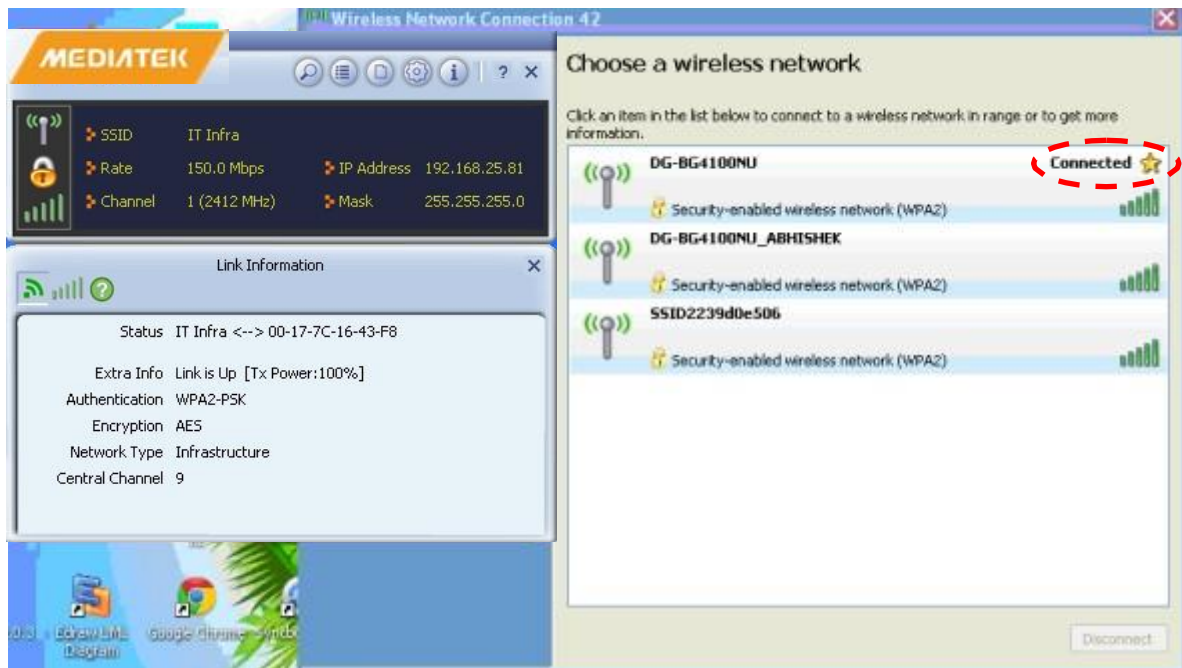 Wireless Network Connection 42
MEDIATEK
? ×
SSID IT Infra
Rate 150.0 Mbps IP Address 192.168.25.81
Channel 1 (2412 MHz) Mask 255.255.255.0
Link Information ×
Status IT Infra <--> 00-17-7C-16-43-F8
Extra Info Link is Up [Tx Power:100%]
Authentication WPA2-PSK
Encryption AES
Network Type Infrastructure
Central Channel 9
Google Chrome
Diagram
Choose a wireless network
Click an item in the list below to connect to a wireless network in range or to get more
information.
DG-BG4100NU Connected
Security-enabled wireless network (WPA2)
DG-BG4100NU_ABHISHEK
Security-enabled wireless network (WPA2)
SSID2239d0e506
Security-enabled wireless network (WPA2)
Disconnect